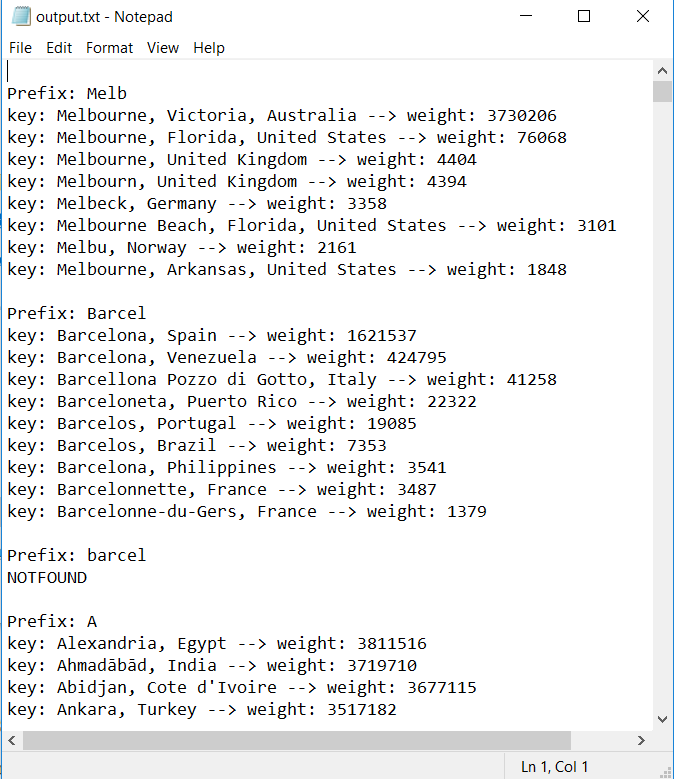 output.txt - Notepad
File Edit Format View Help
Prefix: Melb
key: Melbourne, Victoria, Australia --> weight: 3730206
key: Melbourne, Florida, United States --> weight: 76068
key: Melbourne, United Kingdom --> weight: 4404
key: Melbourn, United Kingdom --> weight: 4394
key: Melbeck, Germany --> weight: 3358
key: Melbourne Beach, Florida, United States --> weight: 3101
key: Melbu, Norway --> weight: 2161
key: Melbourne, Arkansas, United States --> weight: 1848
Prefix: Barcel
key: Barcelona, Spain --> weight: 1621537
key: Barcelona, Venezuela --> weight: 424795
key: Barcellona Pozzo di Gotto, Italy --> weight: 41258
key: Barceloneta, Puerto Rico --> weight: 22322
key: Barcelos, Portugal --> weight: 19085
key: Barcelos, Brazil --> weight: 7353
key: Barcelona, Philippines --> weight: 3541
key: Barcelonnette, France --> weight: 3487
key: Barcelonne-du-Gers, France --> weight: 1379
Prefix: barcel
NOTFOUND
Prefix: A
key: Alexandria, Egypt --> weight: 3811516
key: Ahmadābād, India --> weight: 3719710
key: Abidjan, Cote d'Ivoire --> weight: 3677115
key: Ankara, Turkey --> weight: 3517182
Ln 1, Col 1